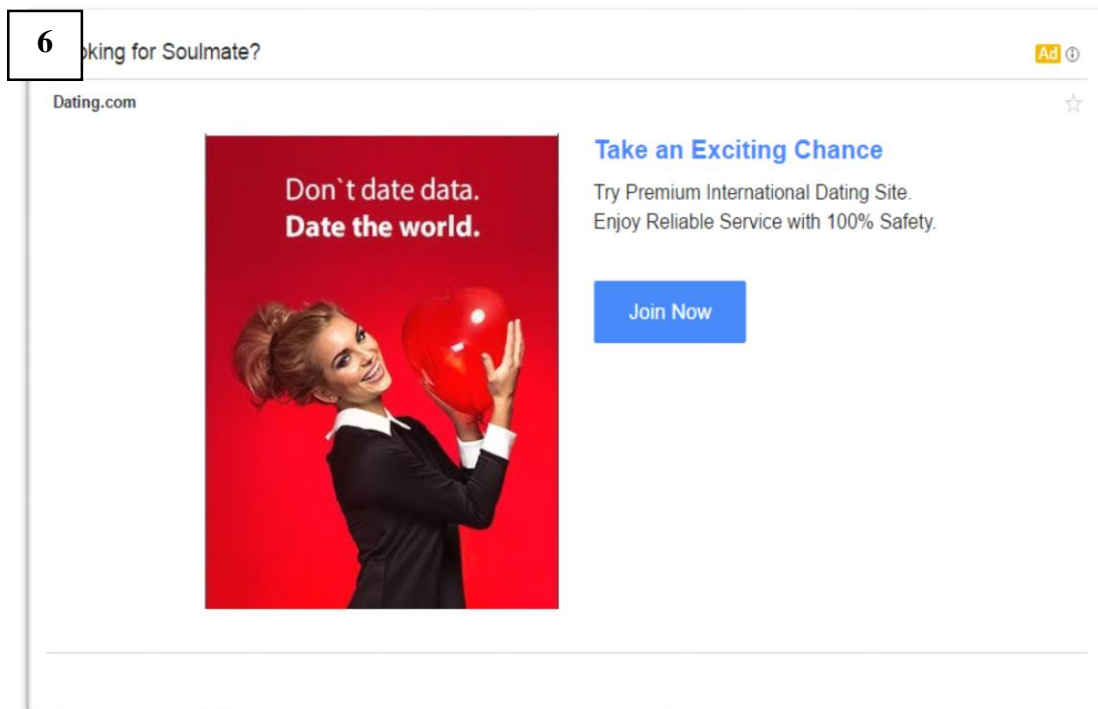 6
oking for Soulmate?
Ad
Dating.com
Don`t date data.
Date the world.
Take an Exciting Chance
Try Premium International Dating Site.
Enjoy Reliable Service with 100% Safety.
Join Now